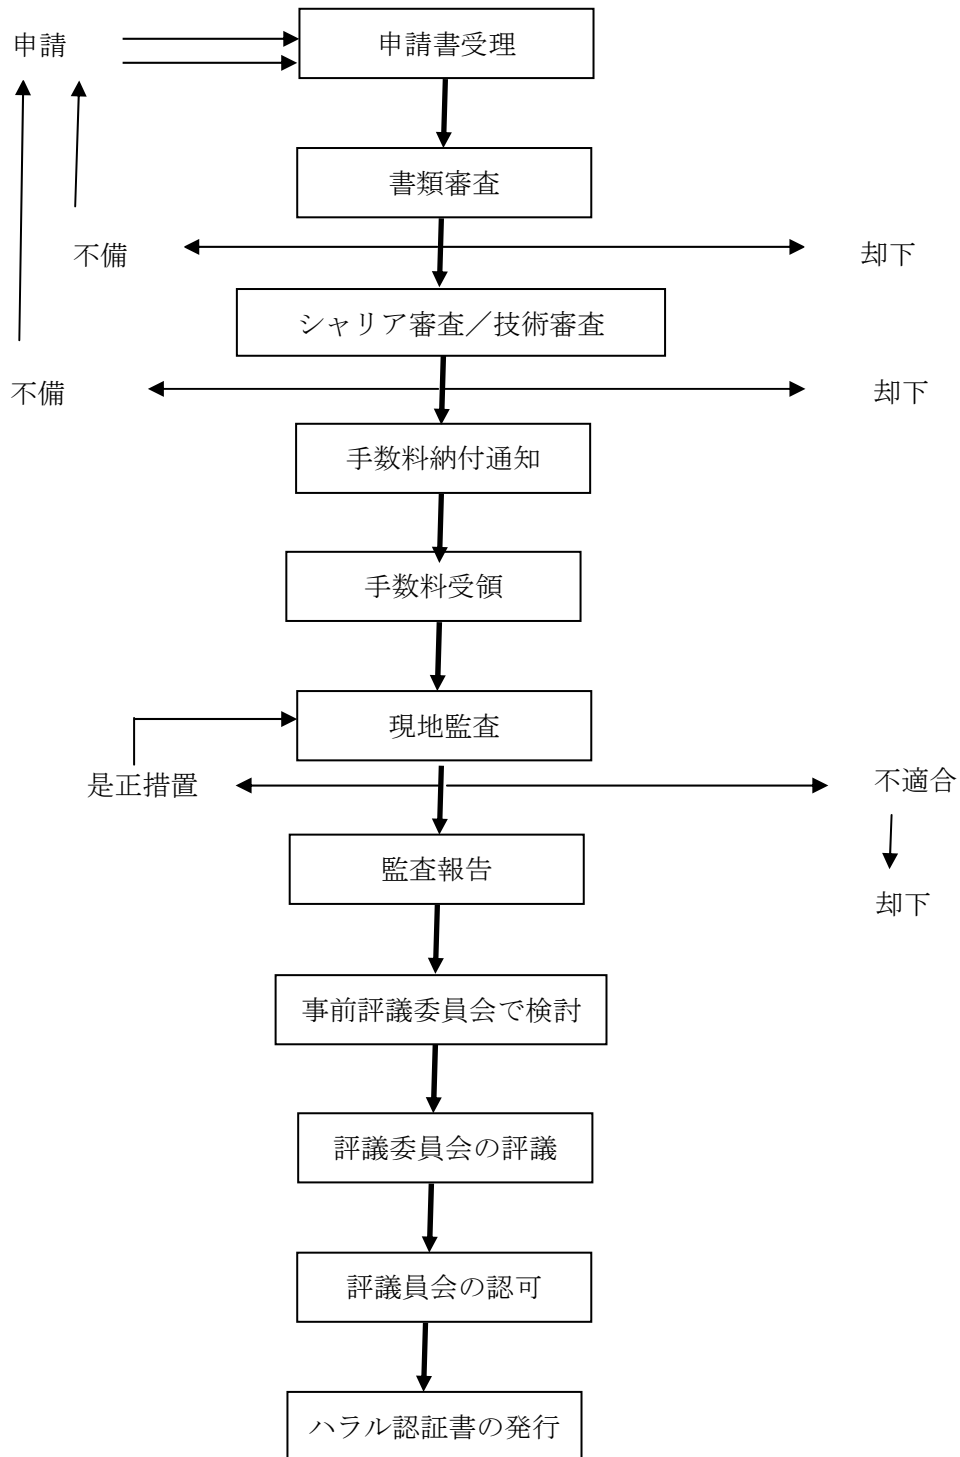 申請
申請書受理
書類審査
不備
却下
シャリア審査／技術審査
不備
却下
手数料納付通知
手数料受領
現地監査
是正措置
不適合
監査報告
却下
事前評議委員会で検討
評議委員会の評議
評議員会の認可
ハラル認証書の発行